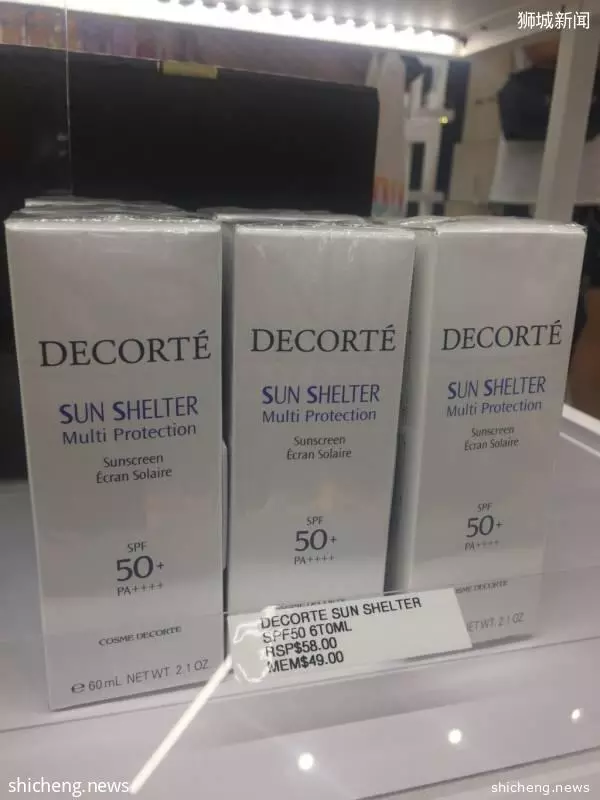 狮城新闻
DECORTÉ
SUN SHELTER
Multi Protection
Sunscreen
Écran Solaire
SPF
50+
PA++++
COSME DECORTE
e 60mL NET WT. 2.1 OZ.
DECORTÉ
SUN SHELTER
Multi Protection
Sunscreen
Écran Solaire
SPF
50+
PA++++
DECORTÉ
SUN SHELTER
Multi Protection
Sunscreen
Écran Solaire
SPF
50+
PA++++
COSME DECORTE
ET WT. 2.1 OZ
DECORTE SUN SHELTER
SPF50 6T0ML
RSP$58.00
MEM$49.00
shicheng.news
shicheng.news